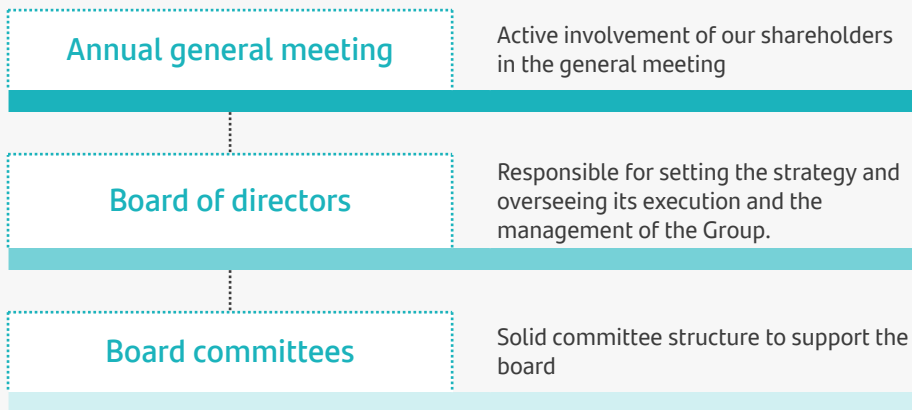 Annual general meeting
Active involvement of our shareholders
in the general meeting
Board of directors
Responsible for setting the strategy and
overseeing its execution and the
management of the Group.
Board committees
Solid committee structure to support the
board